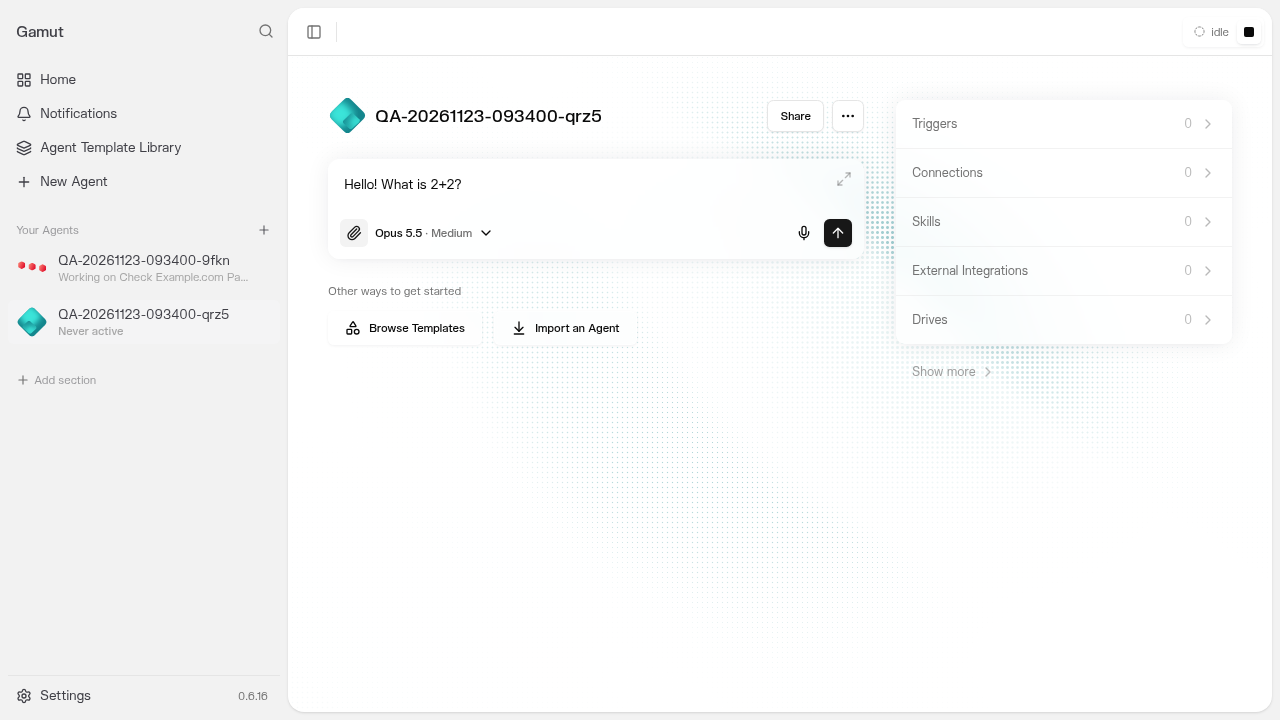 Gamut
Home
Notifications
Agent Template Library
New Agent
Your Agents
QA-20261123-093400-9fkn
Working on Check Example.com Pa...
QA-20261123-093400-qrz5
Never active
Add section
Settings
0.6.16
idle
QA-20261123-093400-qrz5
Share
Hello! What is 2+2?
Opus 5.5 · Medium
Other ways to get started
Browse Templates
Import an Agent
Triggers 0
Connections 0
Skills 0
External Integrations 0
Drives 0
Show more